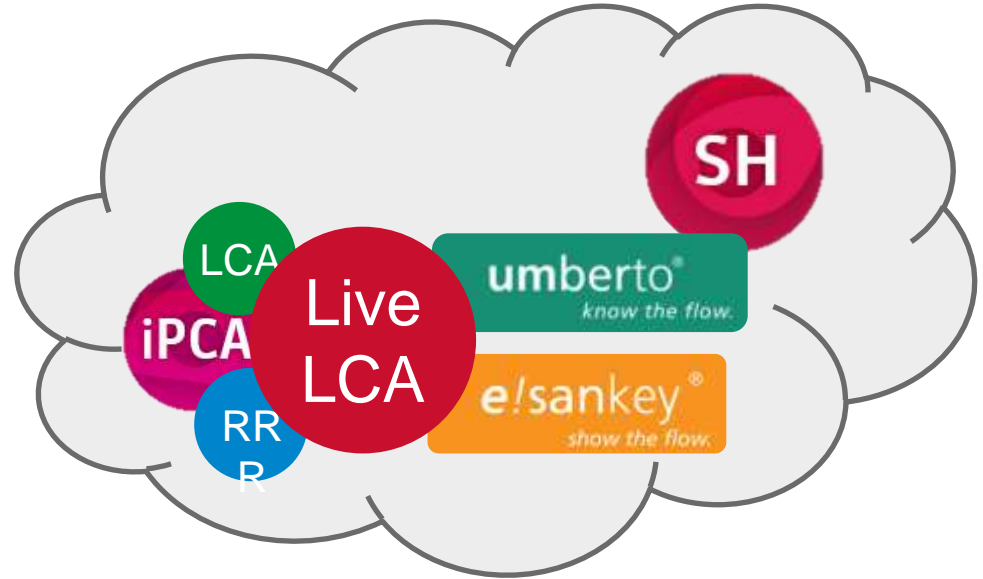 SH
LCA
Live
LCA
iPCA
RR
R
umberto®
know the flow.
e!sankey®
show the flow.